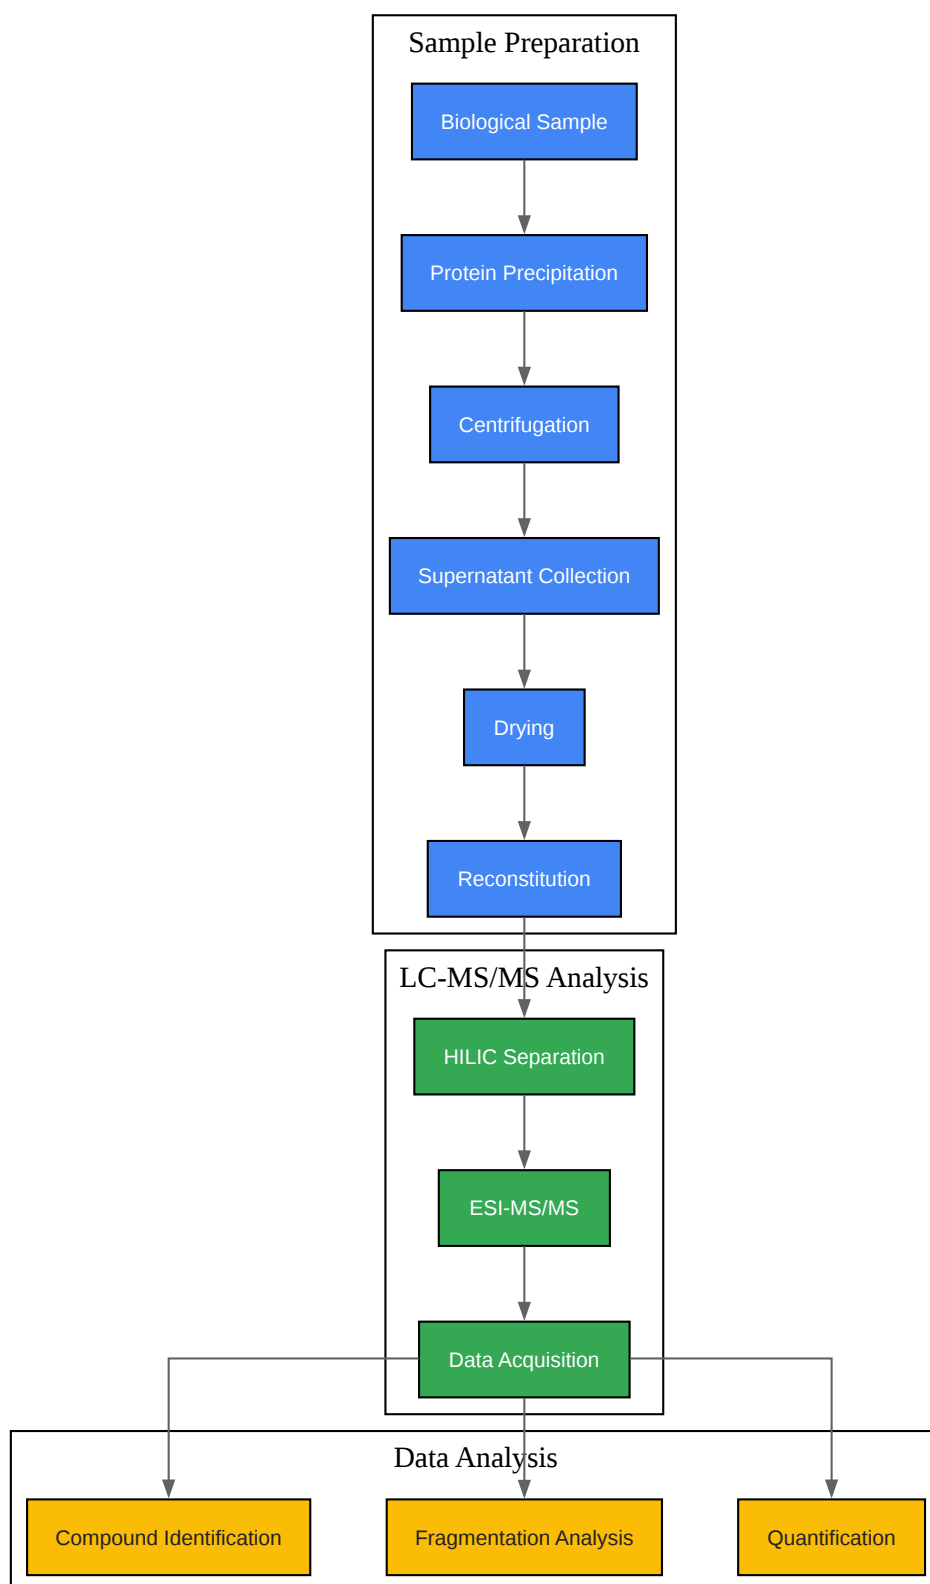 Sample Preparation
Biological Sample
Protein Precipitation
Centrifugation
Supernatant Collection
Drying
Reconstitution
LC-MS/MS Analysis
HILIC Separation
ESI-MS/MS
Data Acquisition
Data Analysis
Compound Identification
Fragmentation Analysis
Quantification